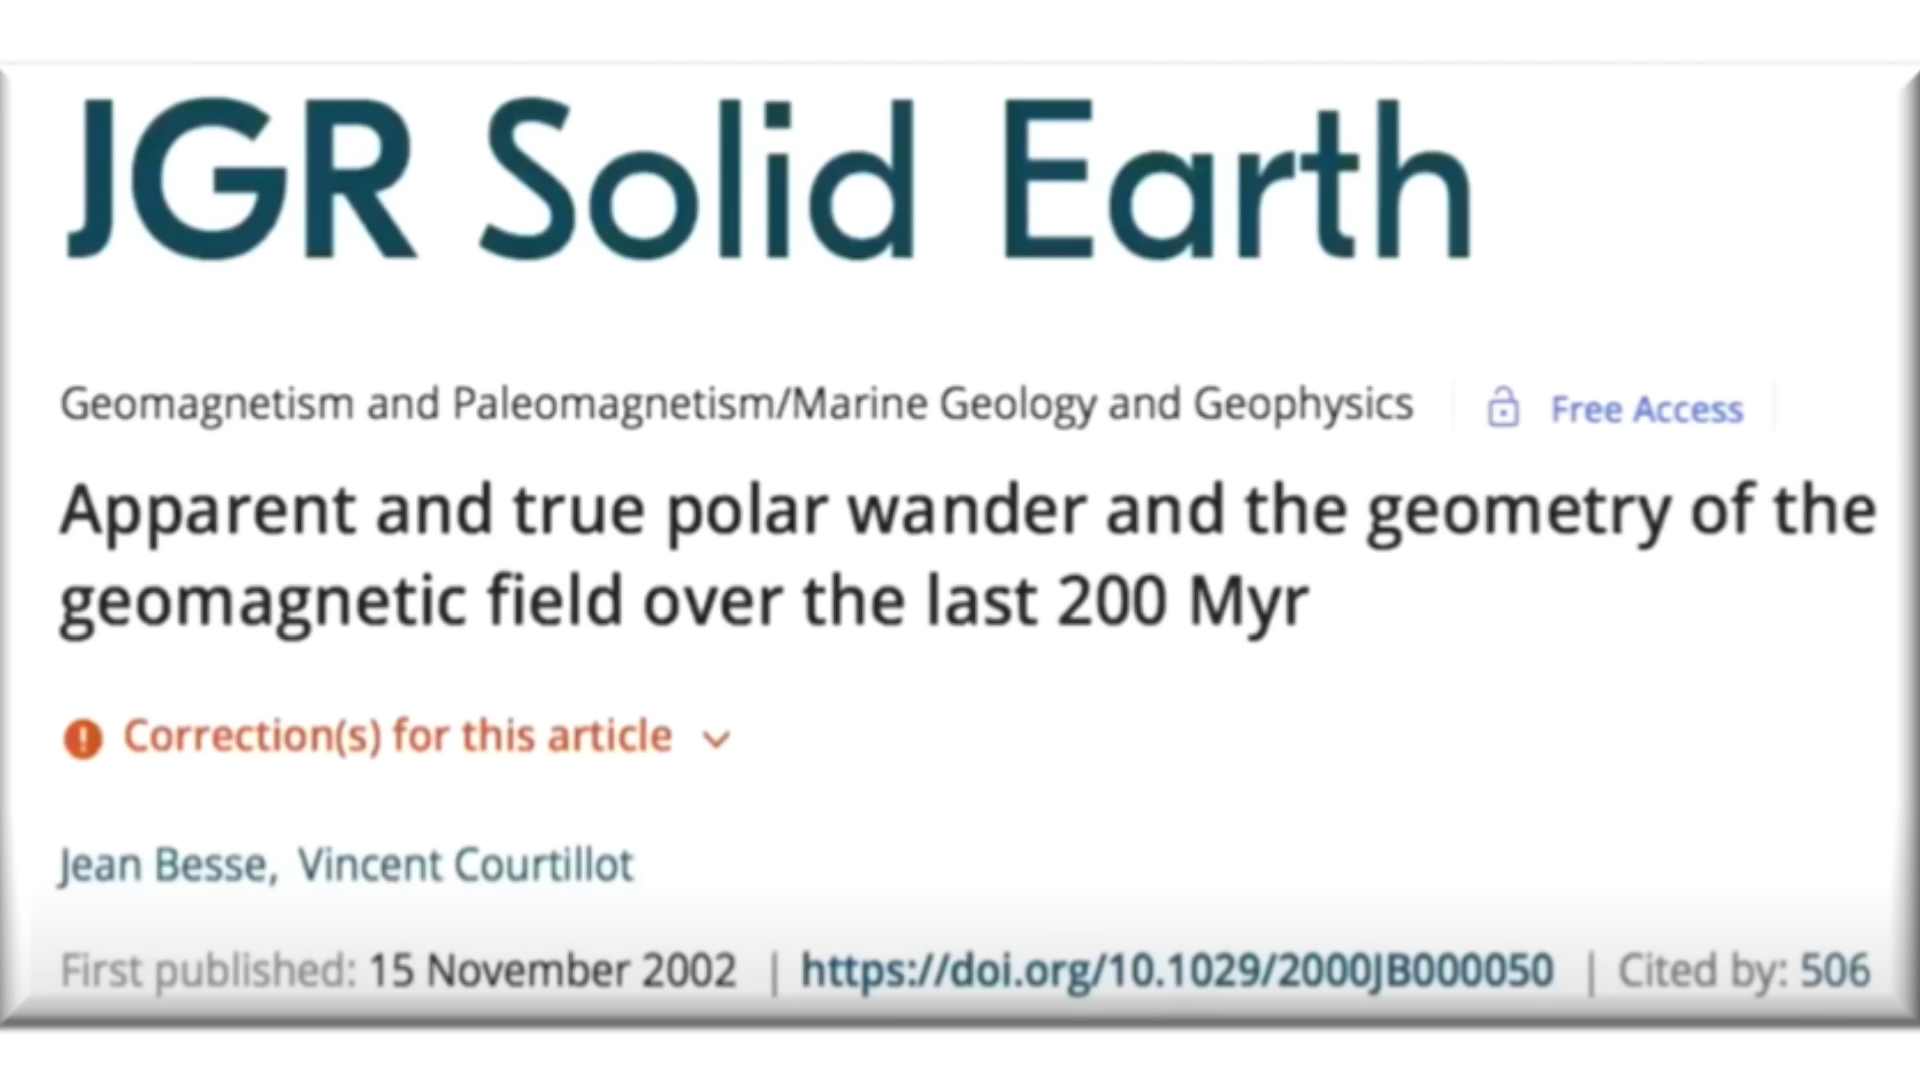 JGR Solid Earth
Geomagnetism and Paleomagnetism/Marine Geology and Geophysics Free Access
Apparent and true polar wander and the geometry of the
geomagnetic field over the last 200 Myr
Correction(s) for this article
Jean Besse, Vincent Courtillot
First published: 15 November 2002 | https://doi.org/10.1029/2000JB000050 | Cited by: 506